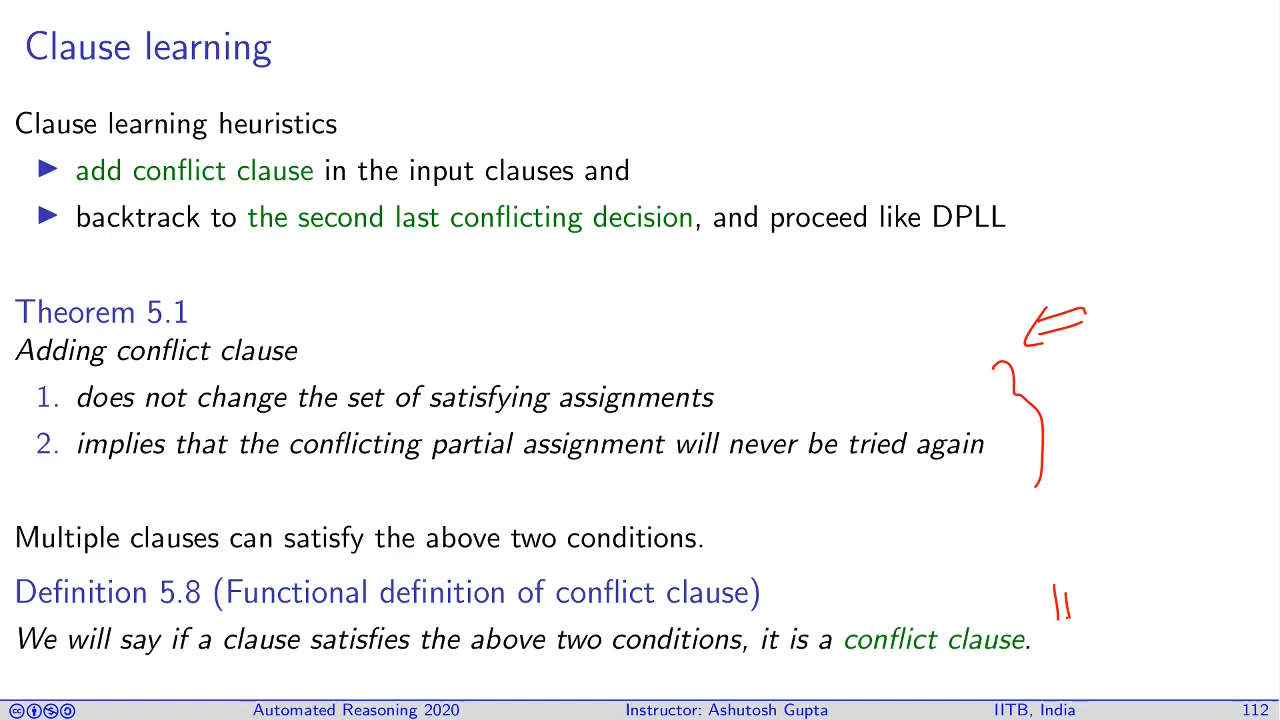 Clause learning
Clause learning heuristics
▶ add conflict clause in the input clauses and
▶ backtrack to the second last conflicting decision, and proceed like DPLL
Theorem 5.1
Adding conflict clause
1. does not change the set of satisfying assignments
2. implies that the conflicting partial assignment will never be tried again
Multiple clauses can satisfy the above two conditions.
Definition 5.8 (Functional definition of conflict clause)
We will say if a clause satisfies the above two conditions, it is a conflict clause.
Automated Reasoning 2020 Instructor: Ashutosh Gupta IITB, India 112